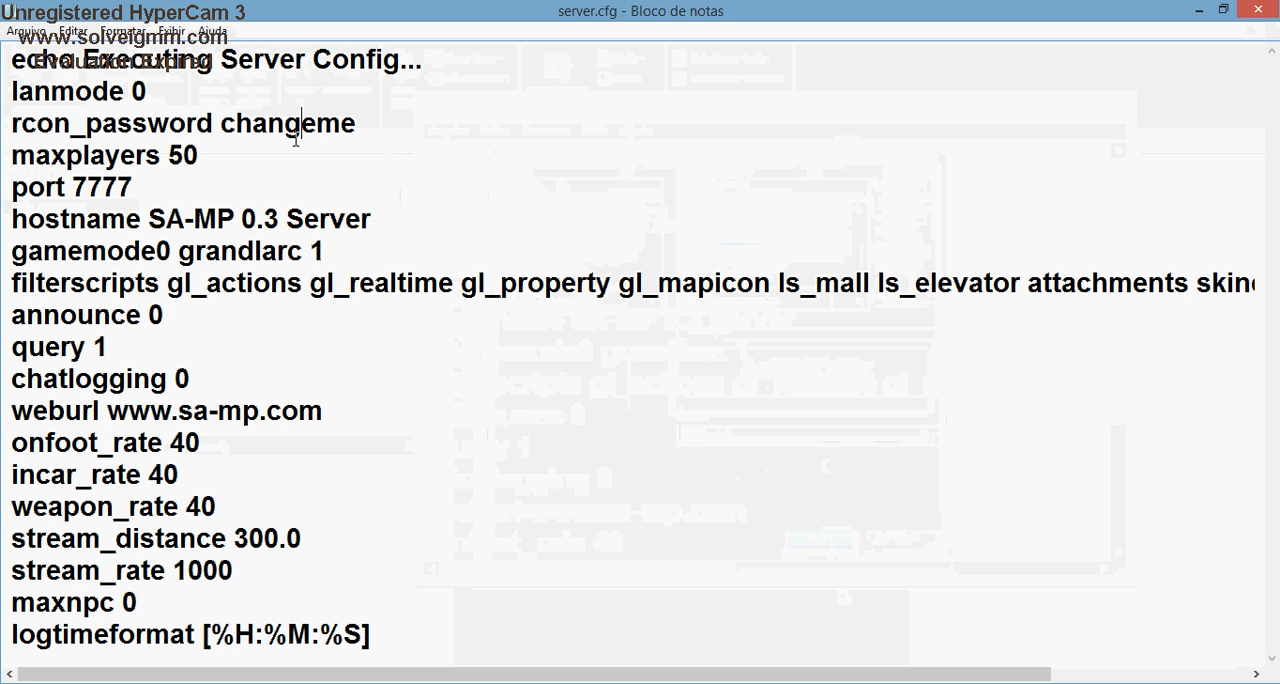 Unregistered HyperCam 3
server.cfg - Bloco de notas
Arquivo Editar Formatar Exibir Ajuda
www.solveigmm.com
Evaluation Expired
echo Executing Server Config...
lanmode 0
rcon_password changeme
maxplayers 50
port 7777
hostname SA-MP 0.3 Server
gamemode0 grandlarc 1
filterscripts gl_actions gl_realtime gl_property gl_mapicon ls_mall ls_elevator attachments
announce 0
query 1
chatlogging 0
weburl www.sa-mp.com
onfoot_rate 40
incar_rate 40
weapon_rate 40
stream_distance 300.0
stream_rate 1000
maxnpc 0
logtimeformat [%H:%M:%S]